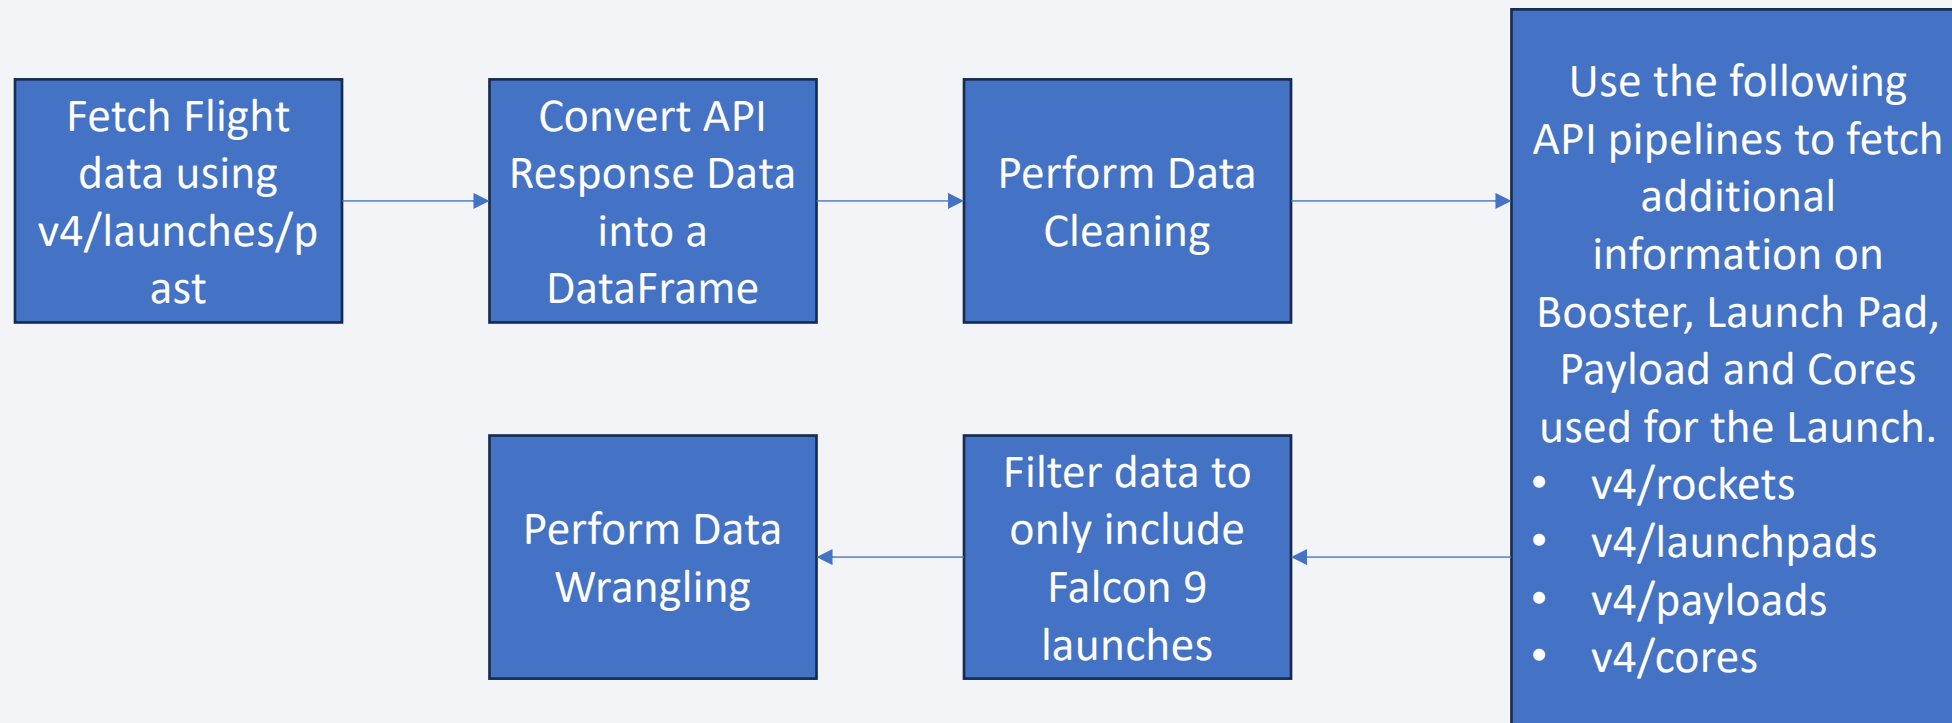 Fetch Flight
data using
v4/launches/p
ast
Convert API
Response Data
into a
DataFrame
Perform Data
Cleaning
Use the following
API pipelines to fetch
additional
information on
Booster, Launch Pad,
Payload and Cores
used for the Launch.
• v4/rockets
• v4/launchpads
• v4/payloads
• v4/cores
Filter data to
only include
Falcon 9
launches
Perform Data
Wrangling